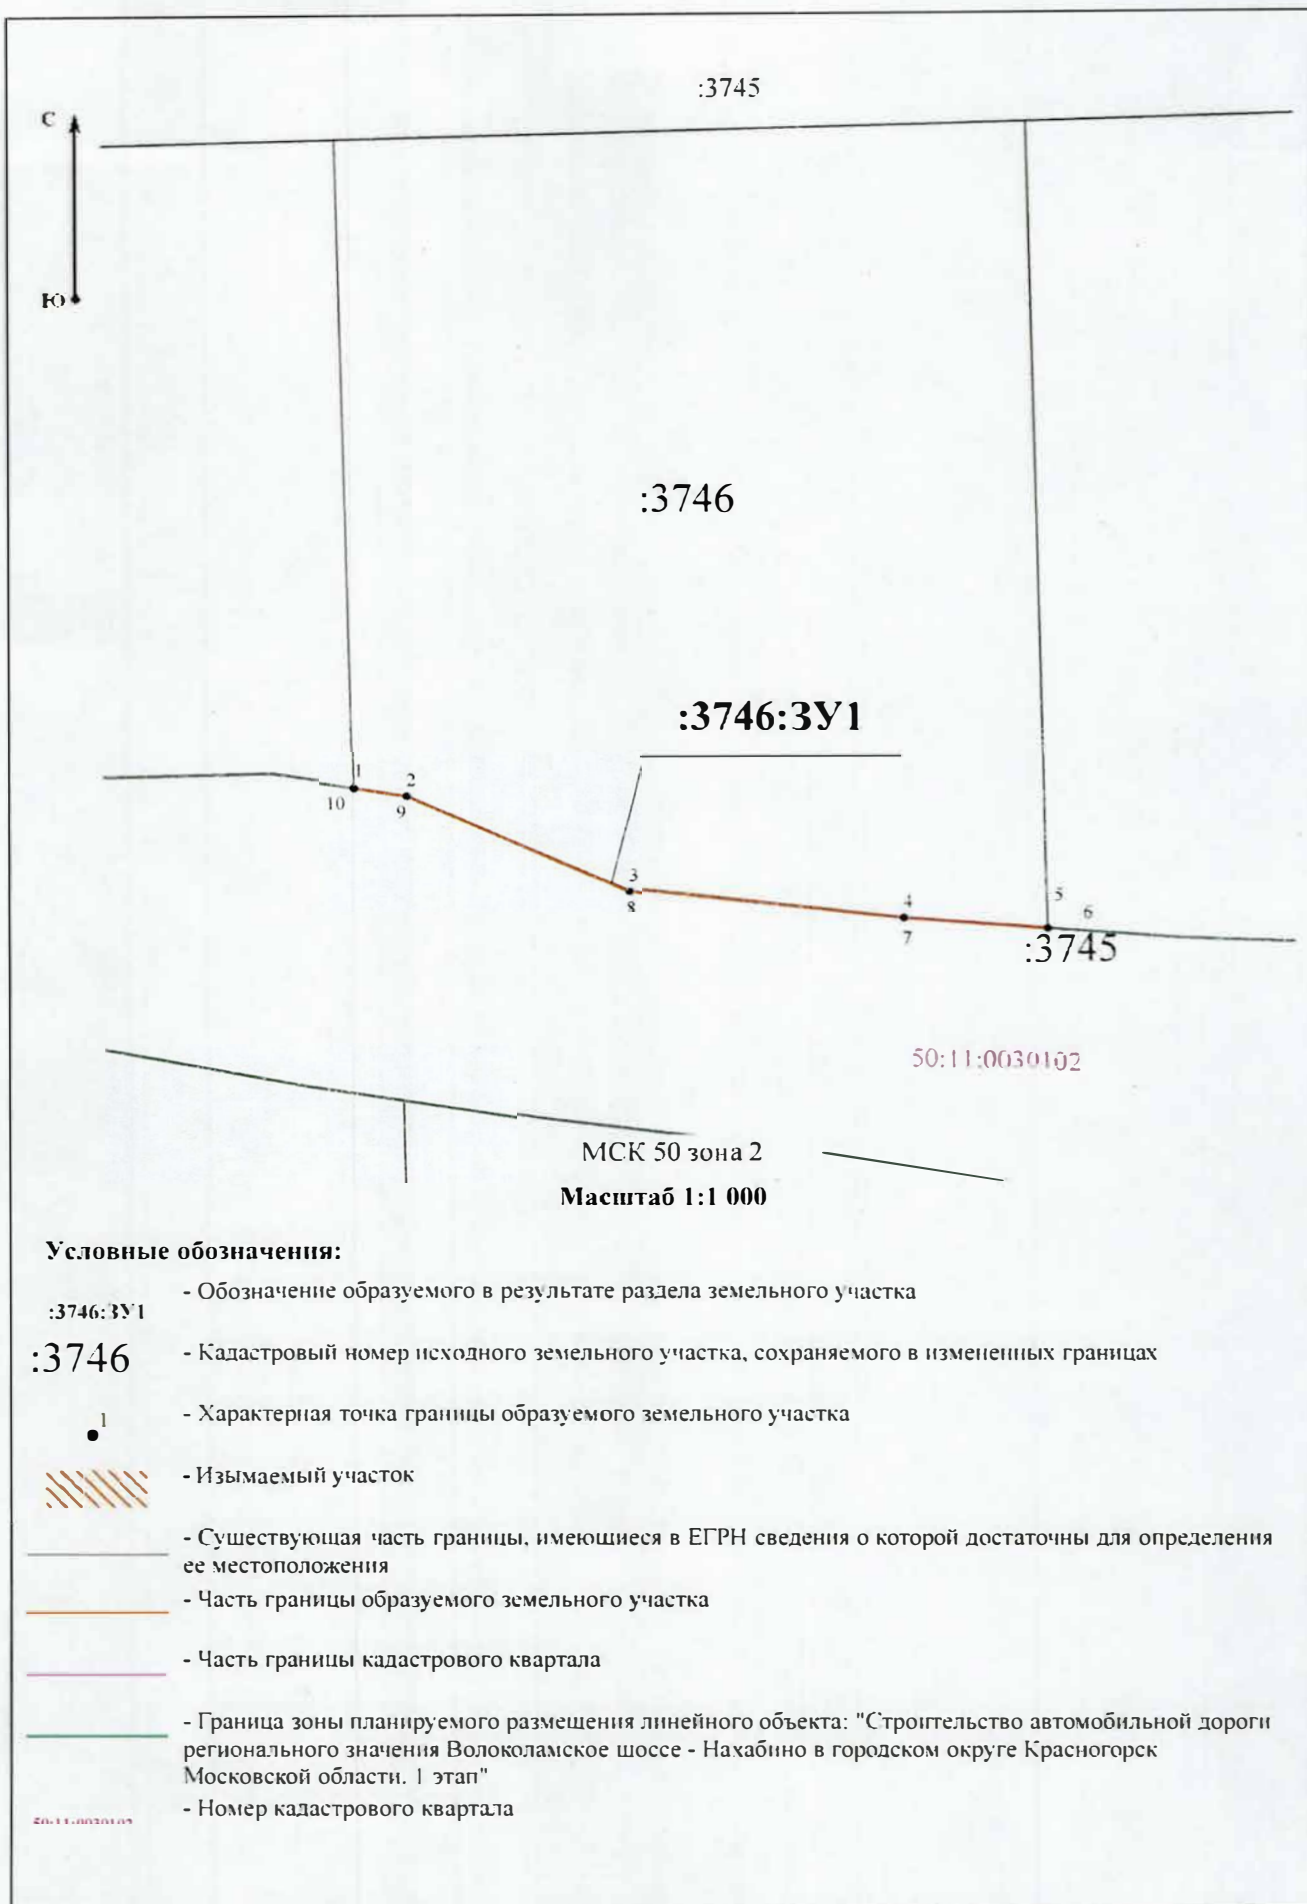 :3745
С
Ю
:3746
:3746:ЗУ1
1
2
10
9
3
8
4
7
5
6
:3745
50:11:0030102
МСК 50 зона 2
Масштаб 1:1 000
Условные обозначения:
:3746:ЗУ1
- Обозначение образуемого в результате раздела земельного участка
:3746
- Кадастровый номер исходного земельного участка, сохраняемого в измененных границах
1
- Характерная точка границы образуемого земельного участка
- Изымаемый участок
- Существующая часть границы, имеющиеся в ЕГРН сведения о которой достаточны для определения
ее местоположения
- Часть границы образуемого земельного участка
- Часть границы кадастрового квартала
- Граница зоны планируемого размещения линейного объекта: "Строительство автомобильной дороги
регионального значения Волоколамское шоссе - Нахабино в городском округе Красногорск
Московской области. 1 этап"
50:11:0030102
- Номер кадастрового квартала